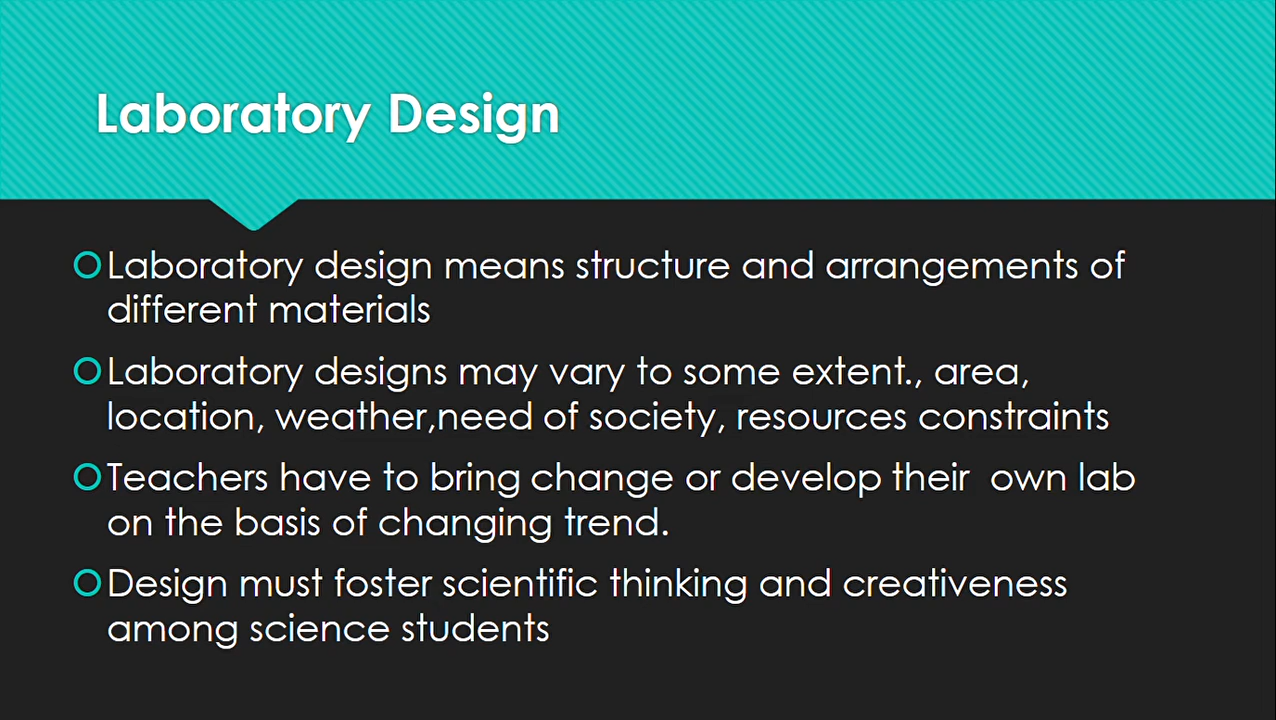 Laboratory Design
Laboratory design means structure and arrangements of
different materials
Laboratory designs may vary to some extent., area,
location, weather,need of society, resources constraints
Teachers have to bring change or develop their  own lab
on the basis of changing trend.
Design must foster scientific thinking and creativeness
among science students